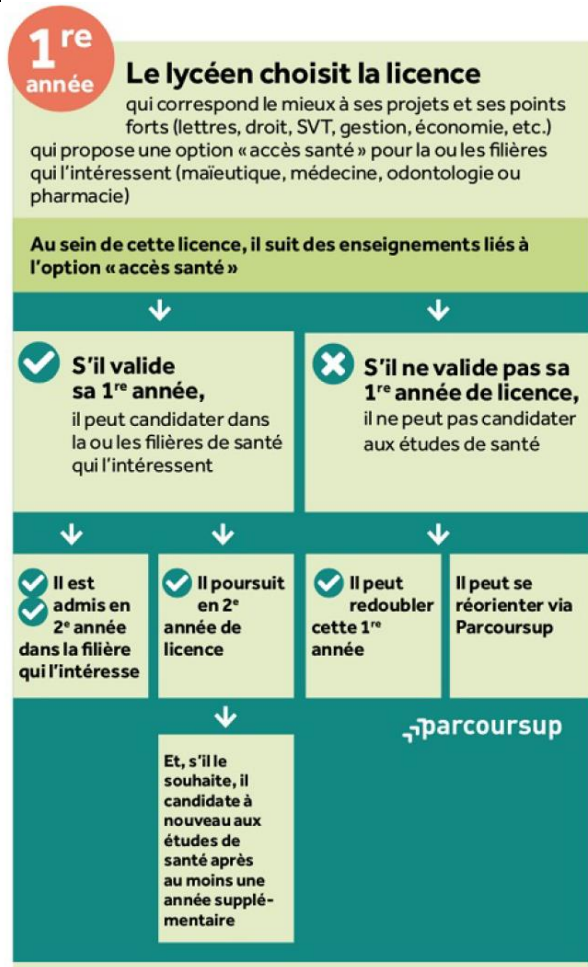 1re
année
Le lycéen choisit la licence
qui correspond le mieux à ses projets et ses points
forts (lettres, droit, SVT, gestion, économie, etc.)
qui propose une option «accès santé» pour la ou les filières
qui l'intéressent (maïeutique, médecine, odontologie ou
pharmacie)
Au sein de cette licence, il suit des enseignements liés à
l'option «accès santé»
S'il valide
sa 1re année,
il peut candidater dans
la ou les filières de santé
qui l'intéressent
S'il ne valide pas sa
1re année de licence,
il ne peut pas candidater
aux études de santé
Il est
admis en
2e année
dans la filière
qui l'intéresse
Il poursuit
en 2e
année de
licence
Il peut
redoubler
cette 1re
année
Il peut se
réorienter via
Parcoursup
parcoursup
Et, s'il le
souhaite, il
candidate à
nouveau aux
études de
santé après
au moins une
année supplé-
mentaire